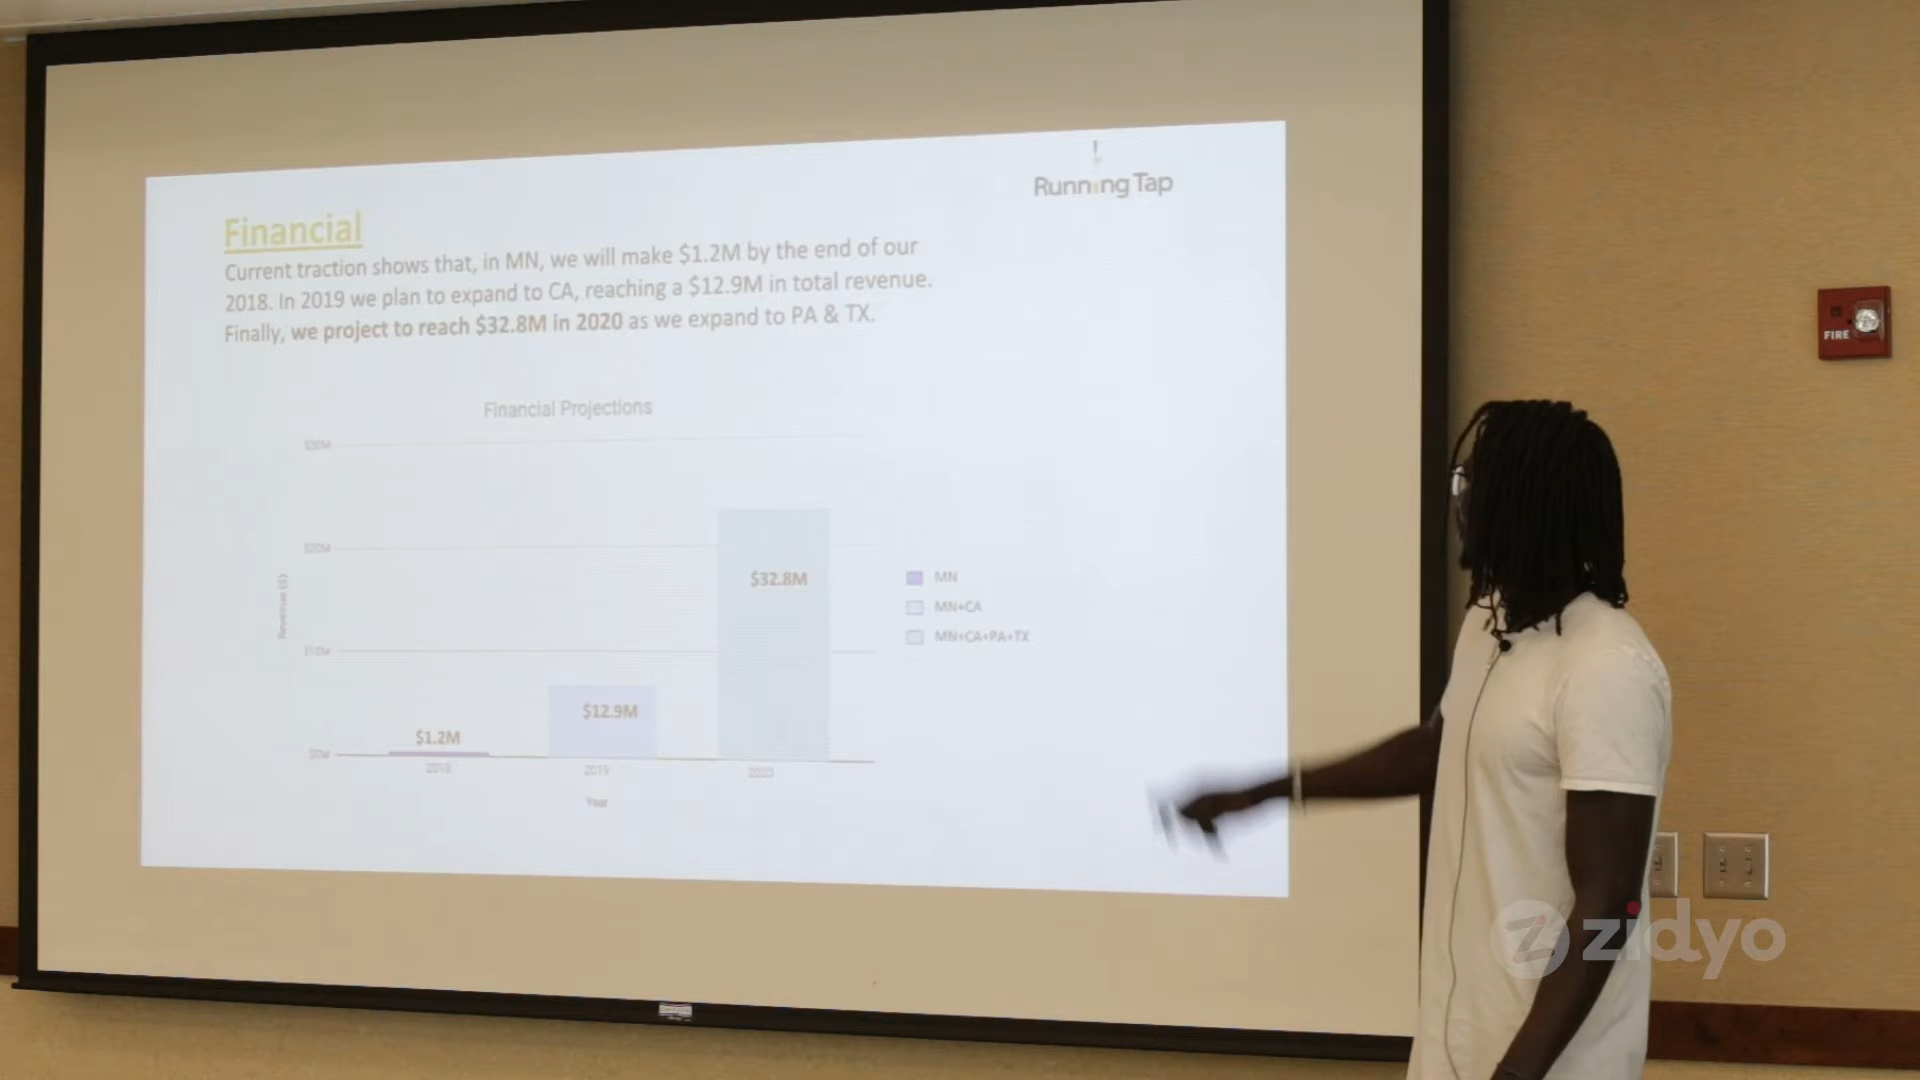 Running Tap
Financial
Current traction shows that, in MN, we will make $1.2M by the end of our
2018. In 2019 we plan to expand to CA, reaching a $12.9M in total revenue.
Finally, we project to reach $32.8M in 2020 as we expand to PA & TX.
Financial Projections
$30M
$20M
$10M
$0M
Revenue ($)
$1.2M
$12.9M
$32.8M
2018
2019
2020
Year
MN
MN+CA
MN+CA+PA+TX
FIRE
zidyo